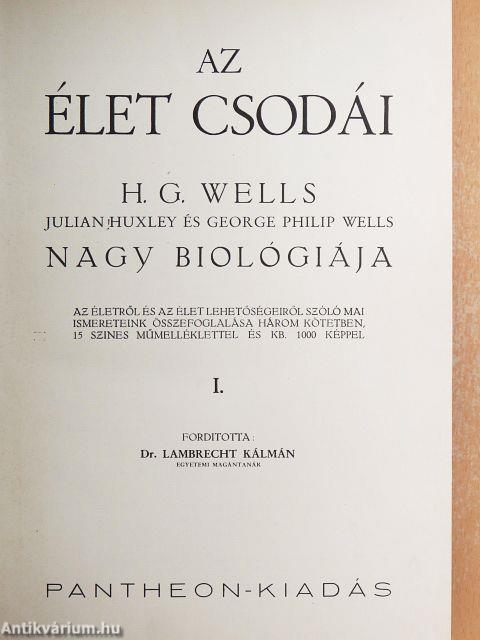 AZ
ÉLET CSODÁI
H. G. WELLS
JULIAN HUXLEY ÉS GEORGE PHILIP WELLS
NAGY BIOLÓGIÁJA
AZ ÉLETRŐL ÉS AZ ÉLET LEHETŐSÉGEIRŐL SZÓLÓ MAI
ISMERETEINK ÖSSZEFOGLALÁSA HÁROM KÖTETBEN,
15 SZINES MŰMELLÉKLETTEL ÉS KB. 1000 KÉPPEL
I.
FORDITOTTA:
Dr. LAMBRECHT KÁLMÁN
EGYETEMI MAGÁNTANÁR
PANTHEON-KIADÁS
Antikvárium.hu